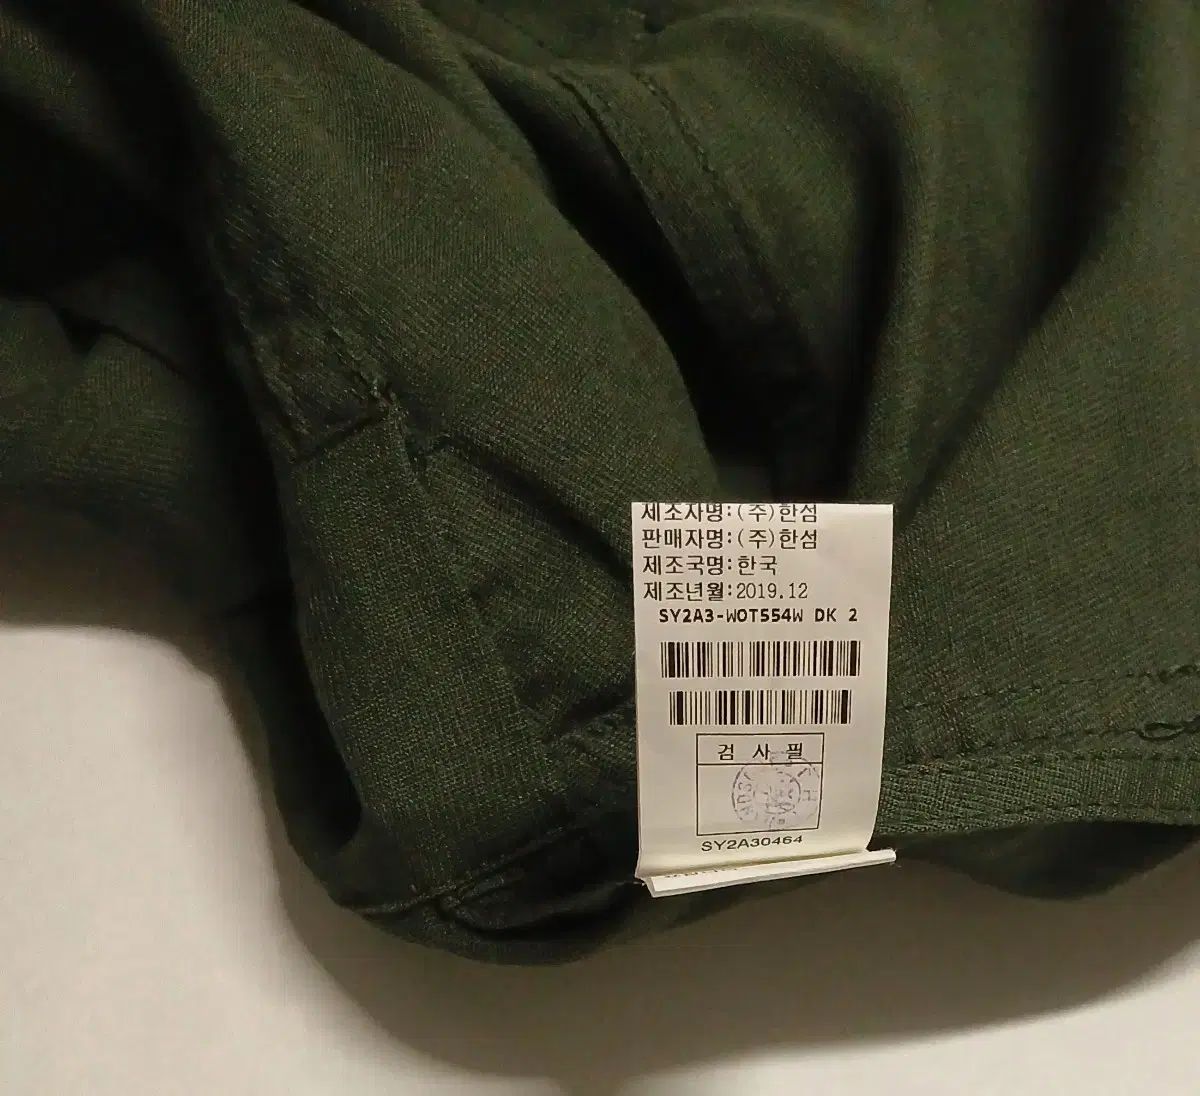 제조자명:(주)한섬
판매자명:(주)한섬
제조국명:한국
제조년월:2019.12
SY2A3-WOT554W DK 2
검 사 필
SY2A30464